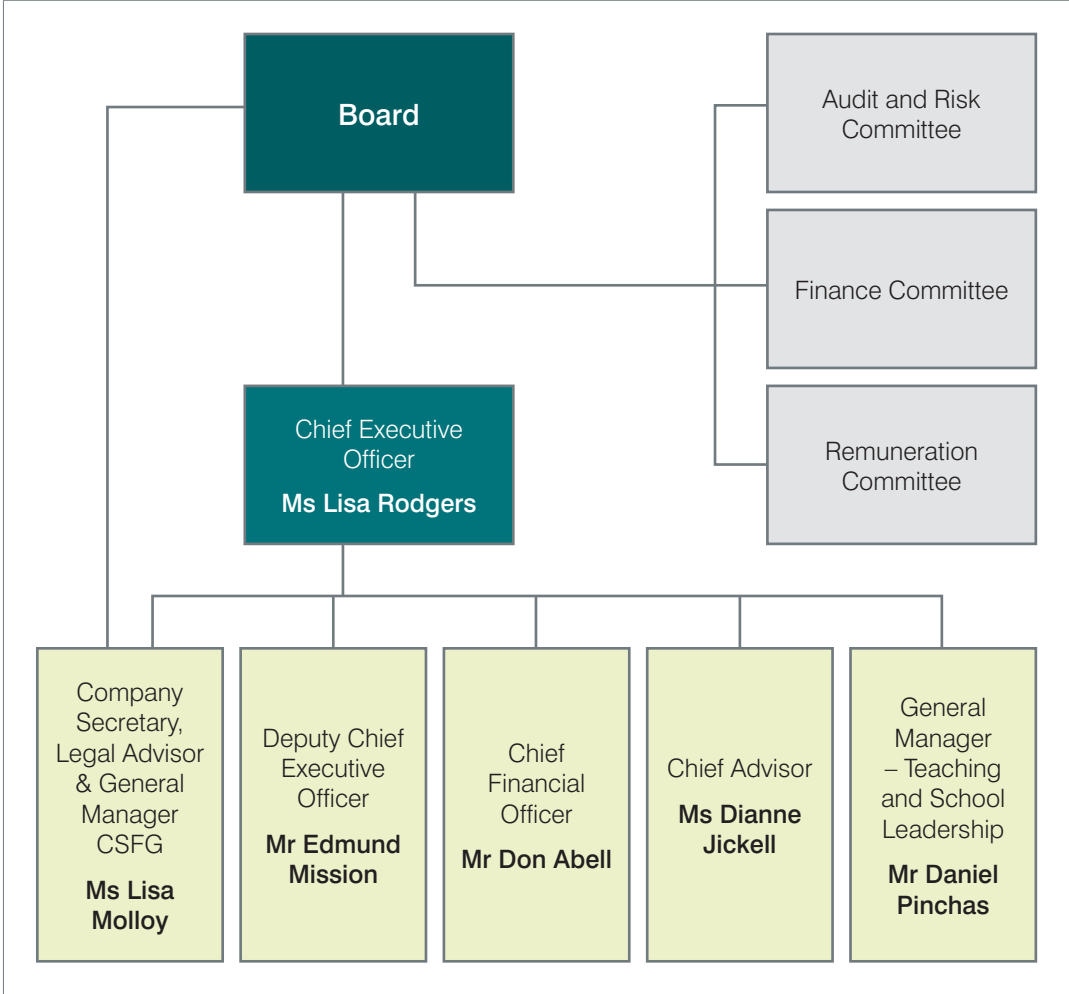 Board
Audit and Risk
Committee
Finance Committee
Remuneration
Committee
Chief Executive
Officer
Ms Lisa Rodgers
Company
Secretary,
Legal Advisor
& General
Manager
CSFG
Ms Lisa
Molloy
Deputy Chief
Executive
Officer
Mr Edmund
Mission
Chief
Financial
Officer
Mr Don Abell
Chief Advisor
Ms Dianne
Jickell
General
Manager
– Teaching
and School
Leadership
Mr Daniel
Pinchas